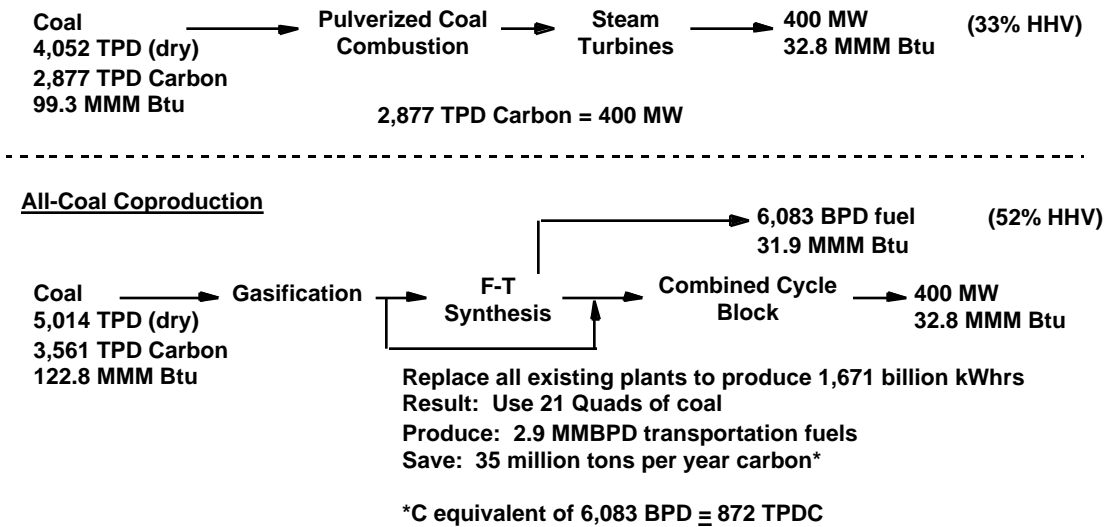 Coal
4,052 TPD (dry)
2,877 TPD Carbon
99.3 MMM Btu
Pulverized Coal
Combustion
Steam
Turbines
400 MW
32.8 MMM Btu
(33% HHV)
2,877 TPD Carbon = 400 MW
All-Coal Coproduction
6,083 BPD fuel
31.9 MMM Btu
(52% HHV)
Coal
5,014 TPD (dry)
3,561 TPD Carbon
122.8 MMM Btu
Gasification
F-T
Synthesis
Combined Cycle
Block
400 MW
32.8 MMM Btu
Replace all existing plants to produce 1,671 billion kWhrs
Result: Use 21 Quads of coal
Produce: 2.9 MMBPD transportation fuels
Save: 35 million tons per year carbon*
*C equivalent of 6,083 BPD = 872 TPDC